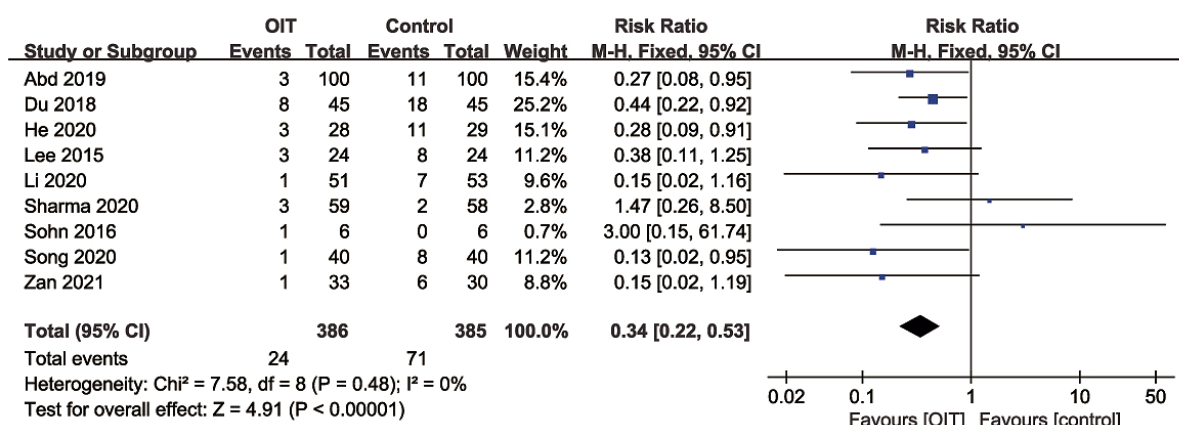 OIT Control Risk Ratio Risk Ratio
Study or Subgroup Events Total Events Total Weight M-H, Fixed, 95% CI M-H, Fixed, 95% CI
Abd 2019 3 100 11 100 15.4% 0.27 [0.08, 0.95]
Du 2018 8 45 18 45 25.2% 0.44 [0.22, 0.92]
He 2020 3 28 11 29 15.1% 0.28 [0.09, 0.91]
Lee 2015 3 24 8 24 11.2% 0.38 [0.11, 1.25]
Li 2020 1 51 7 53 9.6% 0.15 [0.02, 1.16]
Sharma 2020 3 59 2 58 2.8% 1.47 [0.26, 8.50]
Sohn 2016 1 6 0 6 0.7% 3.00 [0.15, 61.74]
Song 2020 1 40 8 40 11.2% 0.13 [0.02, 0.95]
Zan 2021 1 33 6 30 8.8% 0.15 [0.02, 1.19]
Total (95% CI) 386 385 100.0% 0.34 [0.22, 0.53]
Total events 24 71
Heterogeneity: Chi² = 7.58, df = 8 (P = 0.48); I² = 0%
Test for overall effect: Z = 4.91 (P < 0.00001)
0.02 0.1 1 10 50
Favours [OIT] Favours [control]